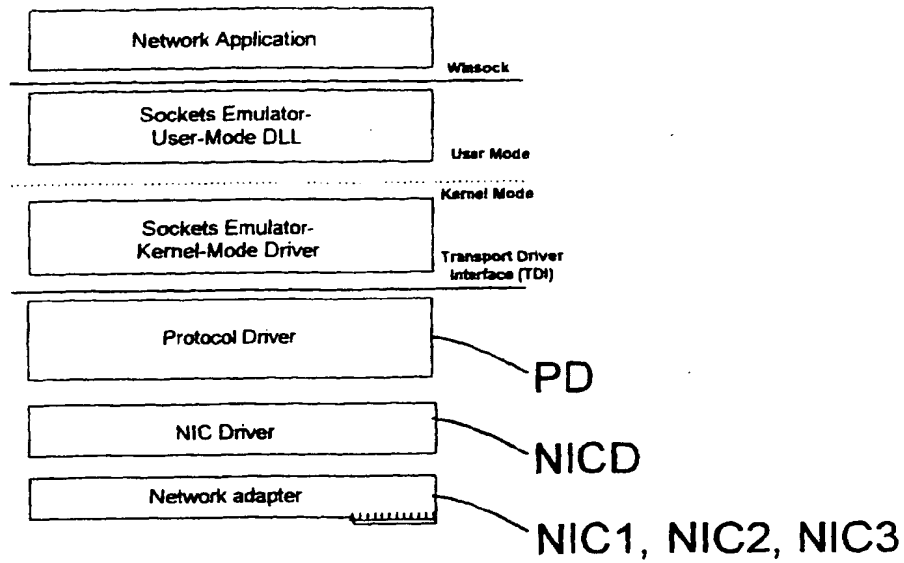 Network Application
Winsock
Sockets Emulator-
User-Mode DLL
User Mode
Kernel Mode
Sockets Emulator-
Kernel-Mode Driver
Transport Driver
Interface (TDI)
Protocol Driver
PD
NIC Driver
NICD
Network adapter
NIC1, NIC2, NIC3